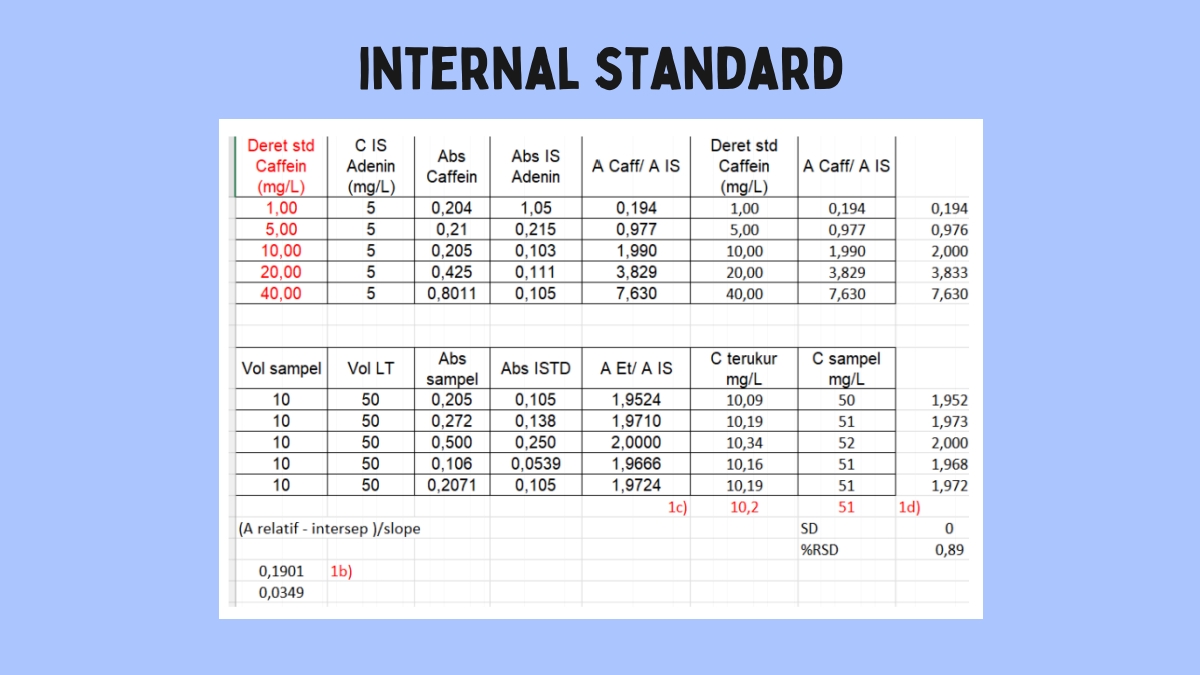 INTERNAL STANDARD
Deret std Caffein (mg/L) C IS Adenin (mg/L) Abs Caffein Abs IS Adenin A Caff/ A IS Deret std Caffein (mg/L) A Caff/ A IS
1,00 5 0,204 1,05 0,194 1,00 0,194 0,194
5,00 5 0,21 0,215 0,977 5,00 0,977 0,976
10,00 5 0,205 0,103 1,990 10,00 1,990 2,000
20,00 5 0,425 0,111 3,829 20,00 3,829 3,833
40,00 5 0,8011 0,105 7,630 40,00 7,630 7,630
Vol sampel Vol LT Abs sampel Abs ISTD A Et/ A IS C terukur mg/L C sampel mg/L
10 50 0,205 0,105 1,9524 10,09 50 1,952
10 50 0,272 0,138 1,9710 10,19 51 1,973
10 50 0,500 0,250 2,0000 10,34 52 2,000
10 50 0,106 0,0539 1,9666 10,16 51 1,968
10 50 0,2071 0,105 1,9724 10,19 51 1,972
1c) 10,2 51 1d)
(A relatif - intersep )/slope SD 0
%RSD 0,89
0,1901 1b)
0,0349